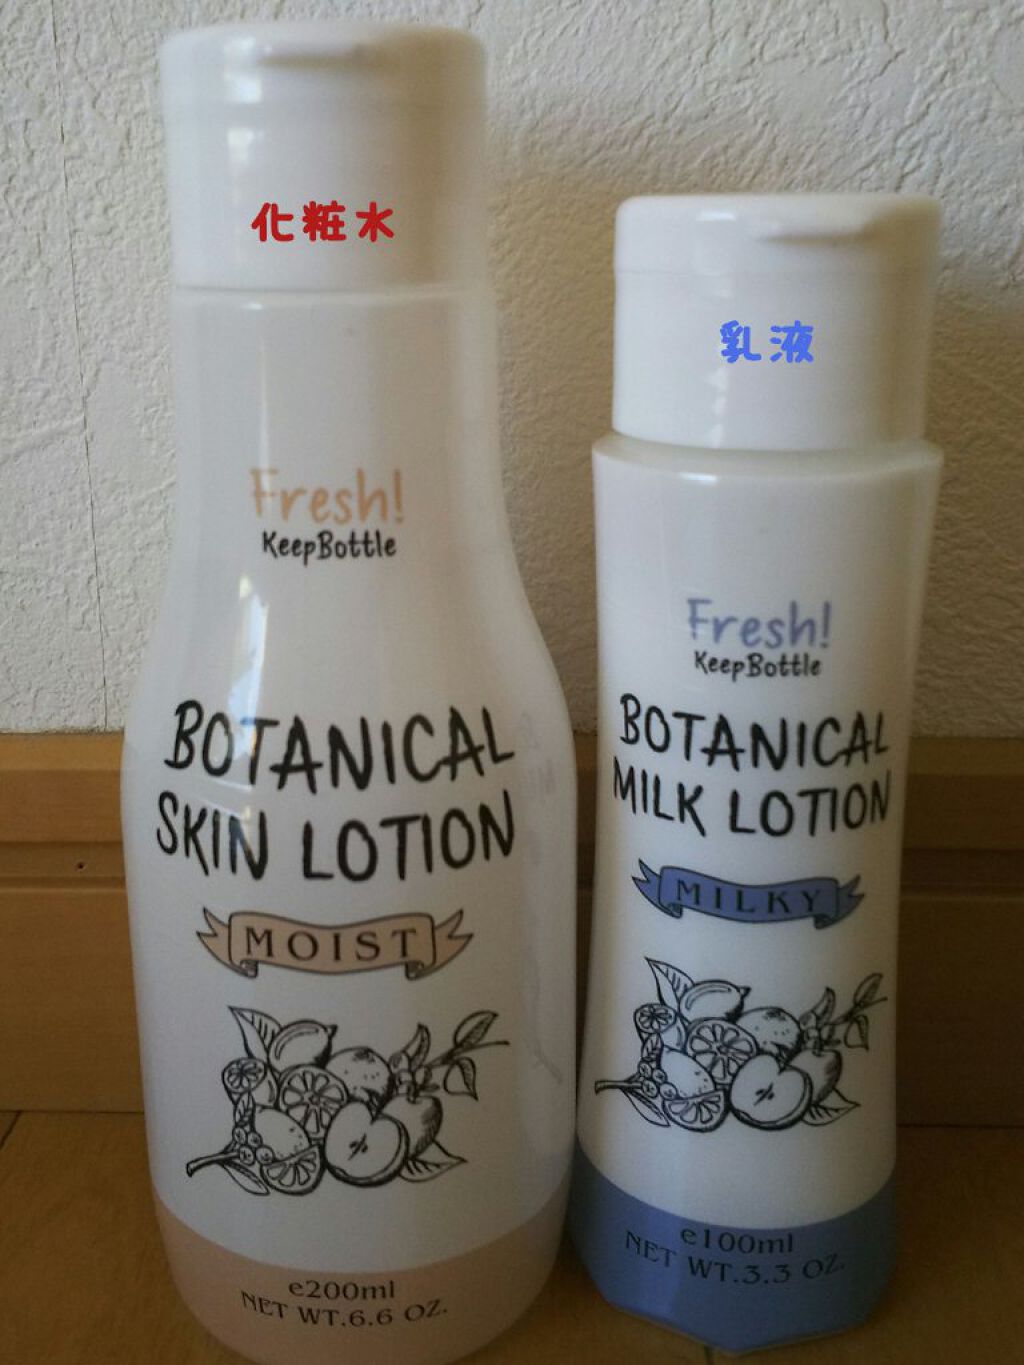 化粧水
Fresh!
KeepBottle
BOTANICAL
SKIN LOTION
MOIST
e200ml
NET WT.6.6 OZ.
乳液
Fresh!
KeepBottle
BOTANICAL
MILK LOTION
MILKY
e100ml
NET WT.3.3 OZ.